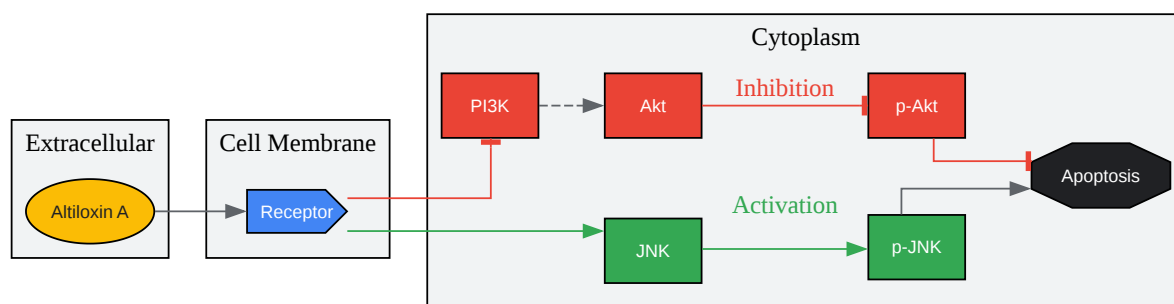 Cytoplasm
PI3K
Akt
Inhibition
p-Akt
Extracellular
Cell Membrane
Altiloxin A
Receptor
Apoptosis
Activation
JNK
p-JNK